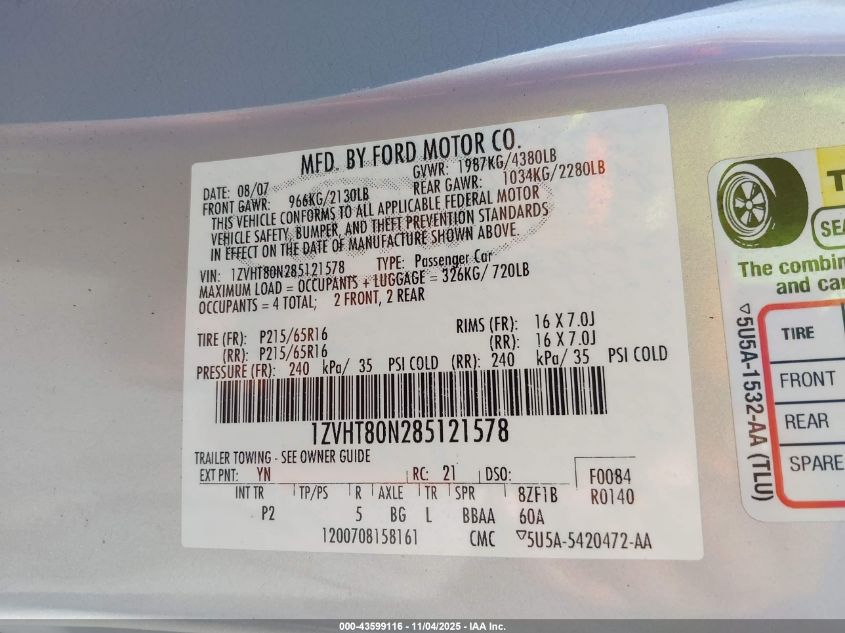 MFD. BY FORD MOTOR CO.
DATE: 08/07 GVWR: 1987KG/4380LB
FRONT GAWR: 966KG/2130LB REAR GAWR: 1034KG/2280LB
THIS VEHICLE CONFORMS TO ALL APPLICABLE FEDERAL MOTOR
VEHICLE SAFETY, BUMPER, AND THEFT PREVENTION STANDARDS
IN EFFECT ON THE DATE OF MANUFACTURE SHOWN ABOVE.
VIN: 1ZVHT80N285121578 TYPE: Passenger Car
MAXIMUM LOAD = OCCUPANTS + LUGGAGE = 326KG/ 720LB
OCCUPANTS = 4 TOTAL; 2 FRONT, 2 REAR
TIRE (FR): P215/65R16 RIMS (FR): 16 X 7.0J
(RR): P215/65R16 (RR): 16 X 7.0J
PRESSURE (FR): 240 kPa/ 35 PSI COLD (RR): 240 kPa/ 35 PSI COLD
1ZVHT80N285121578
TRAILER TOWING - SEE OWNER GUIDE
EXT PNT: YN RC: 21 DSO: F0084
INT TR TP/PS R AXLE TR SPR 8ZF1B R0140
P2 5 BG L BBAA 60A
1200708158161 CMC ▽5U5A-5420472-AA
T
SEA
The combin
and car
▽5U5A-1532-AA (TLU)
TIRE
FRONT
REAR
SPARE
000-43599116 - 11/04/2025 - IAA Inc.